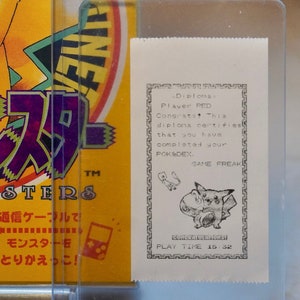 スター
STERS
TM
通信ケーブルで
モンスターを
とりかえっこ!
Diploma
Player RED
Congrats! This
diploma certifies
that you have
completed your
POKéDEX.
GAME FREAK
PLAY TIME 15 32